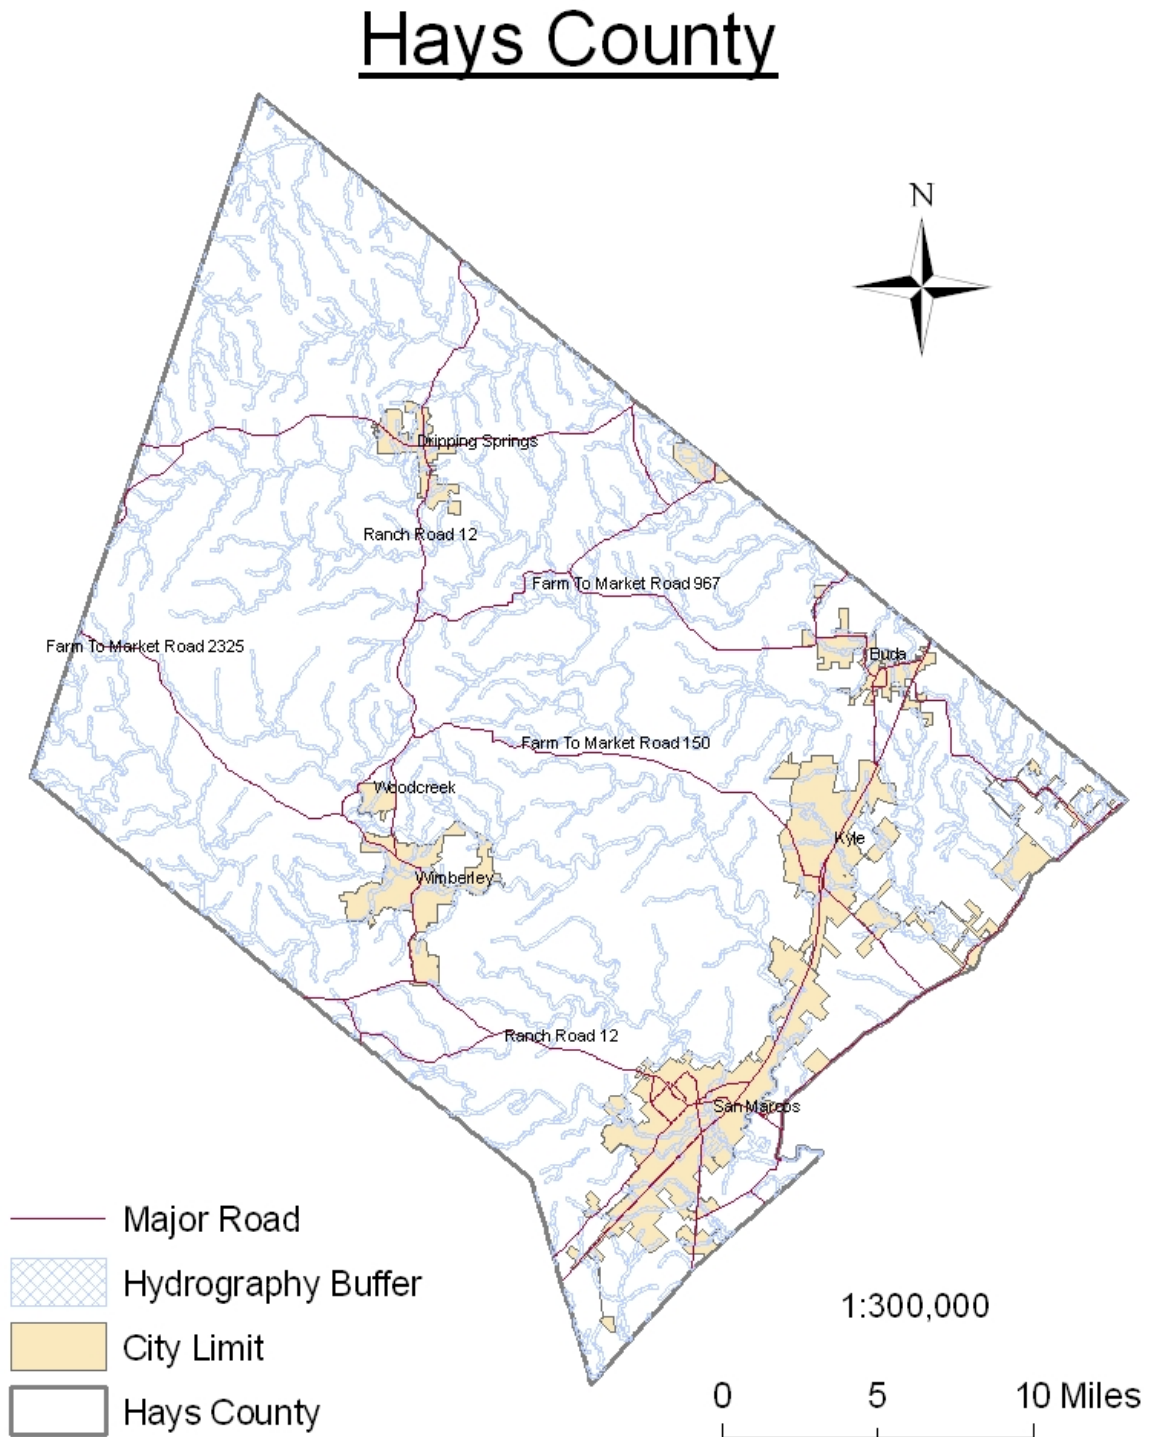 Hays County
N
Dripping Springs
Ranch Road 12
Farm To Market Road 967
Farm To Market Road 2325
Buda
Farm To Market Road 150
Woodcreek
Kyle
Wimberley
Ranch Road 12
San Marcos
Major Road
Hydrography Buffer
City Limit
Hays County
1:300,000
0 5 10 Miles